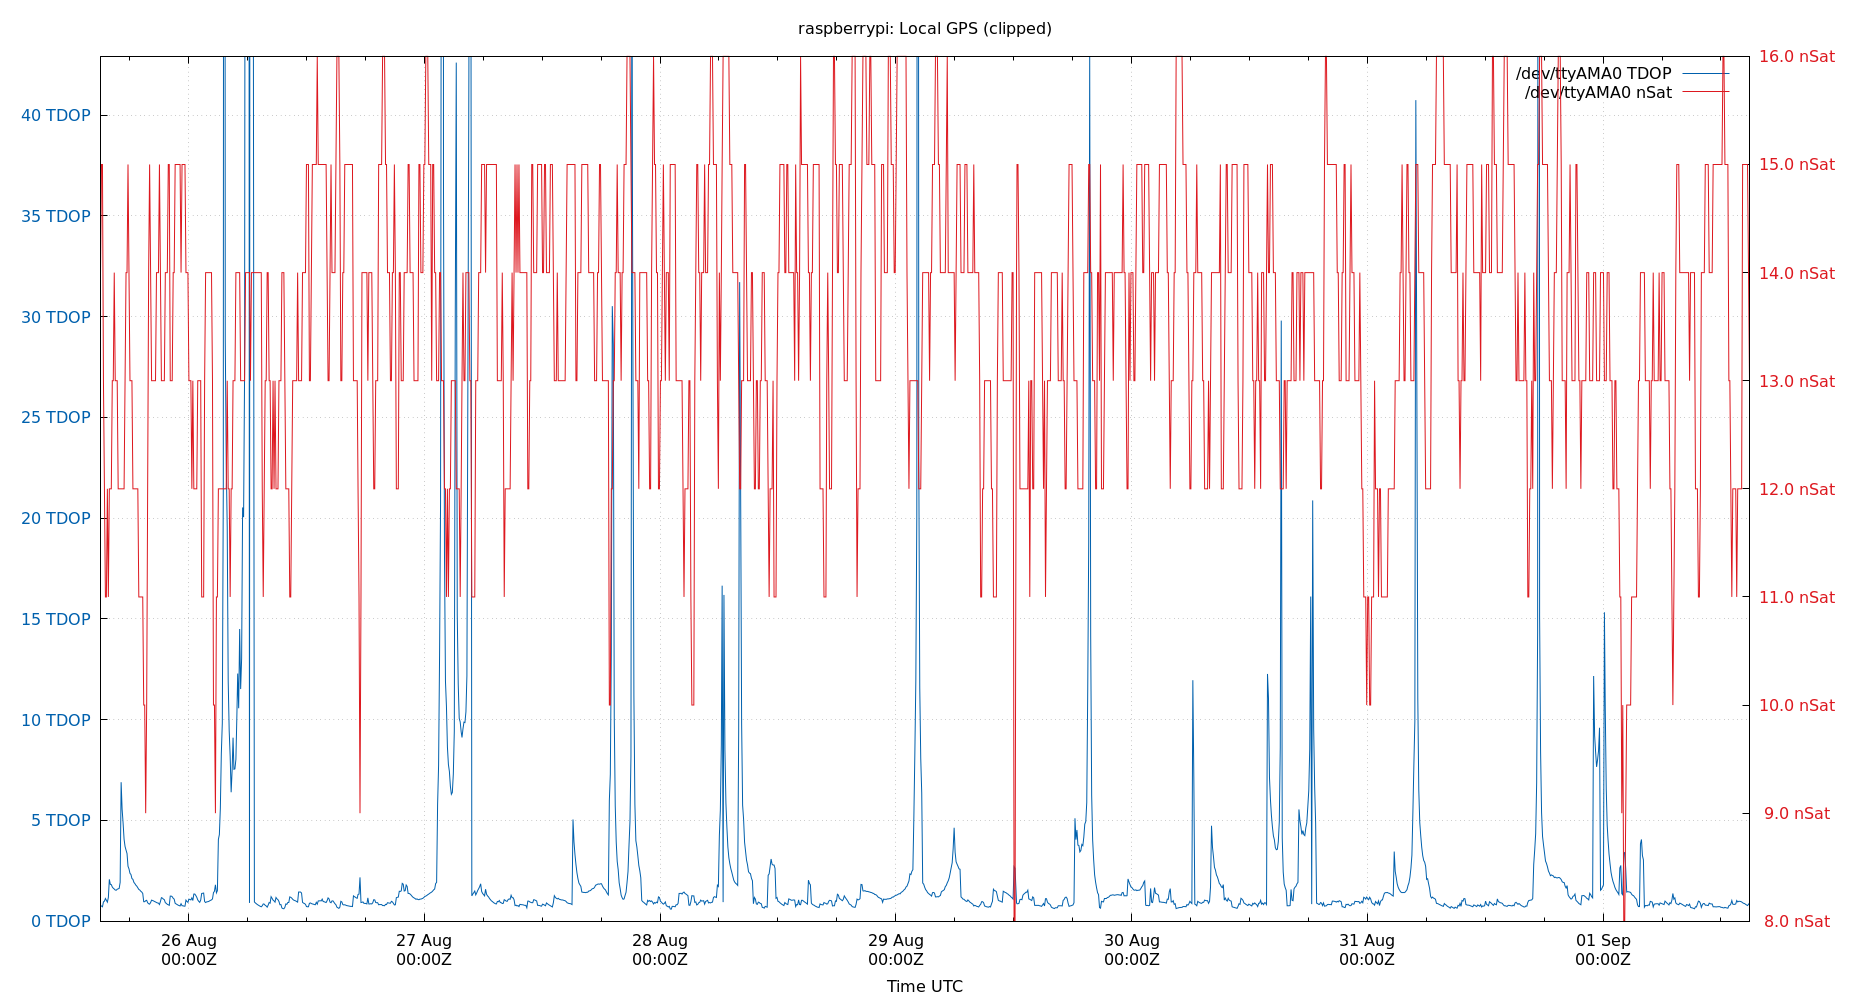 raspberrypi: Local GPS (clipped)
/dev/ttyAMA0 TDOP
/dev/ttyAMA0 nSat
40 TDOP
35 TDOP
30 TDOP
25 TDOP
20 TDOP
15 TDOP
10 TDOP
5 TDOP
0 TDOP
16.0 nSat
15.0 nSat
14.0 nSat
13.0 nSat
12.0 nSat
11.0 nSat
10.0 nSat
9.0 nSat
8.0 nSat
26 Aug
00:00Z
27 Aug
00:00Z
28 Aug
00:00Z
29 Aug
00:00Z
30 Aug
00:00Z
31 Aug
00:00Z
01 Sep
00:00Z
Time UTC